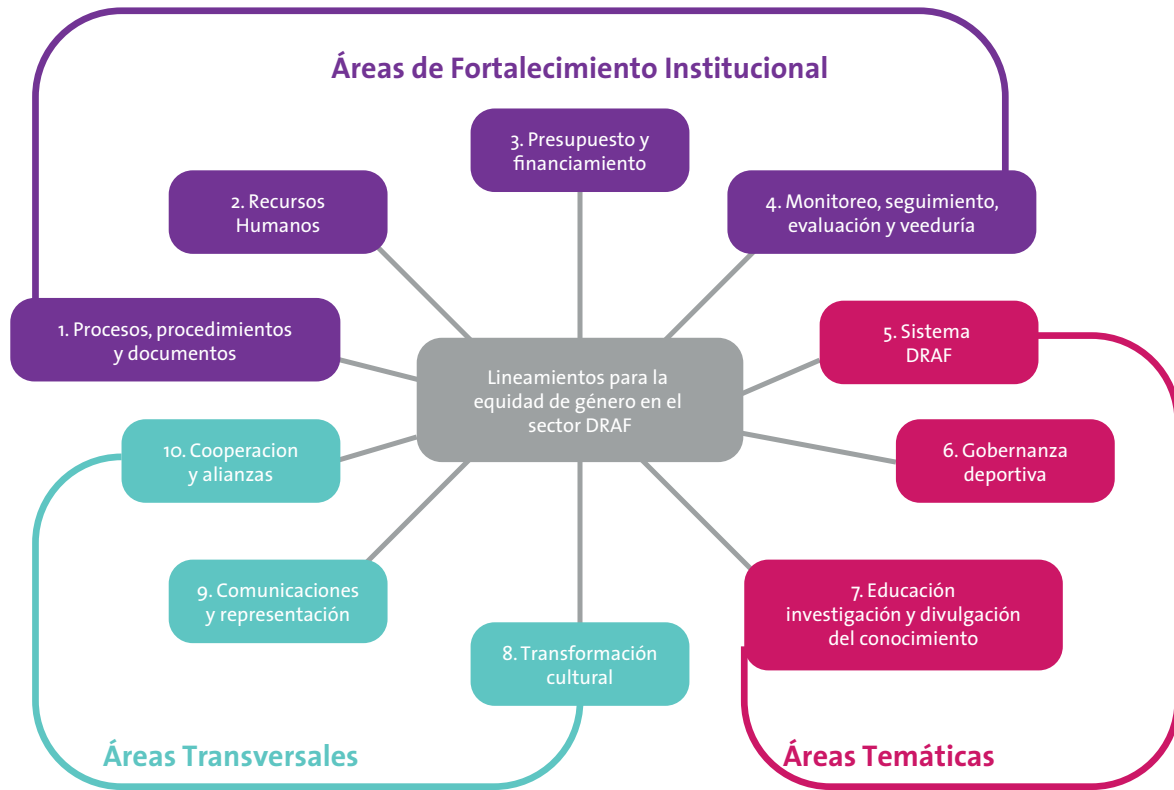 Áreas de Fortalecimiento Institucional
3. Presupuesto y
financiamiento
2. Recursos
Humanos
4. Monitoreo, seguimiento,
evaluación y veeduría
1. Procesos, procedimientos
y documentos
5. Sistema
DRAF
Lineamientos para la
equidad de género en el
sector DRAF
10. Cooperacion
y alianzas
6. Gobernanza
deportiva
9. Comunicaciones
y representación
7. Educación
investigación y divulgación
del conocimiento
8. Transformación
cultural
Áreas Transversales
Áreas Temáticas